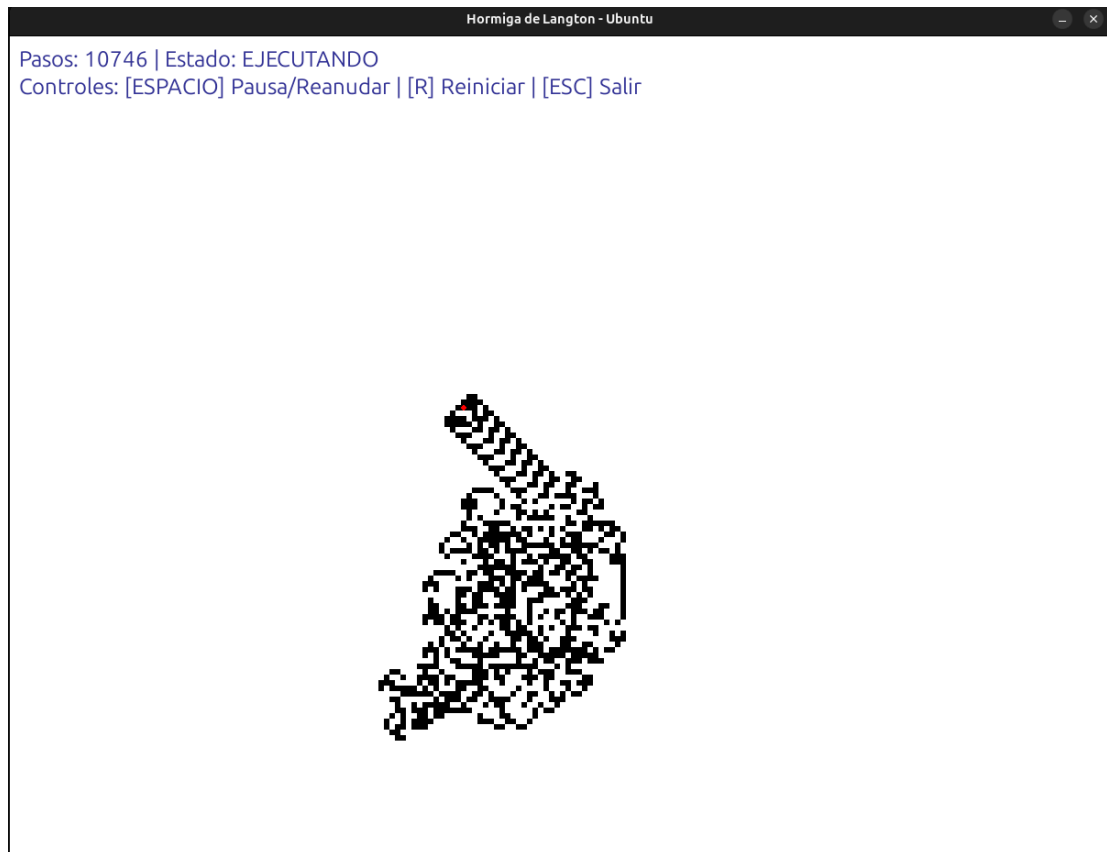 Hormiga de Langton - Ubuntu
Pasos: 10746 | Estado: EJECUTANDO
Controles: [ESPACIO] Pausa/Reanudar | [R] Reiniciar | [ESC] Salir